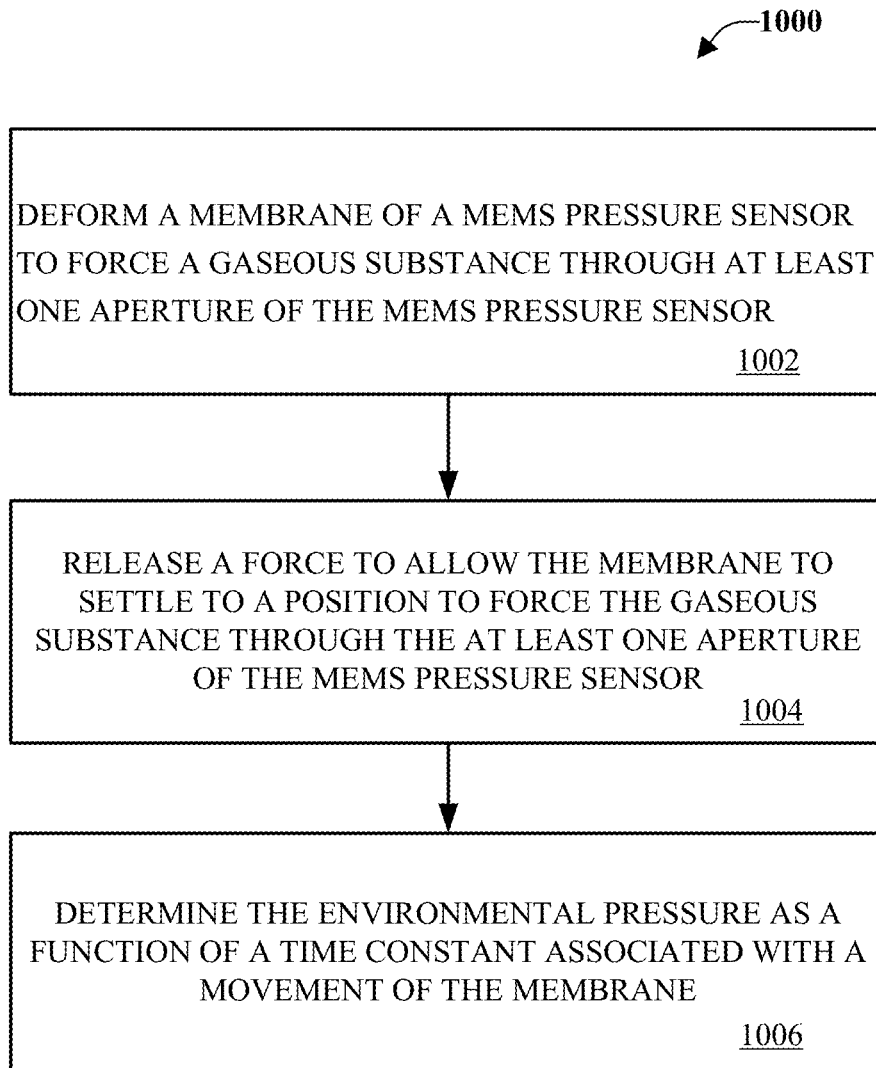 1000
DEFORM A MEMBRANE OF A MEMS PRESSURE SENSOR
TO FORCE A GASEOUS SUBSTANCE THROUGH AT LEAST
ONE APERTURE OF THE MEMS PRESSURE SENSOR
1002
RELEASE A FORCE TO ALLOW THE MEMBRANE TO
SETTLE TO A POSITION TO FORCE THE GASEOUS
SUBSTANCE THROUGH THE AT LEAST ONE APERTURE
OF THE MEMS PRESSURE SENSOR
1004
DETERMINE THE ENVIRONMENTAL PRESSURE AS A
FUNCTION OF A TIME CONSTANT ASSOCIATED WITH A
MOVEMENT OF THE MEMBRANE
1006